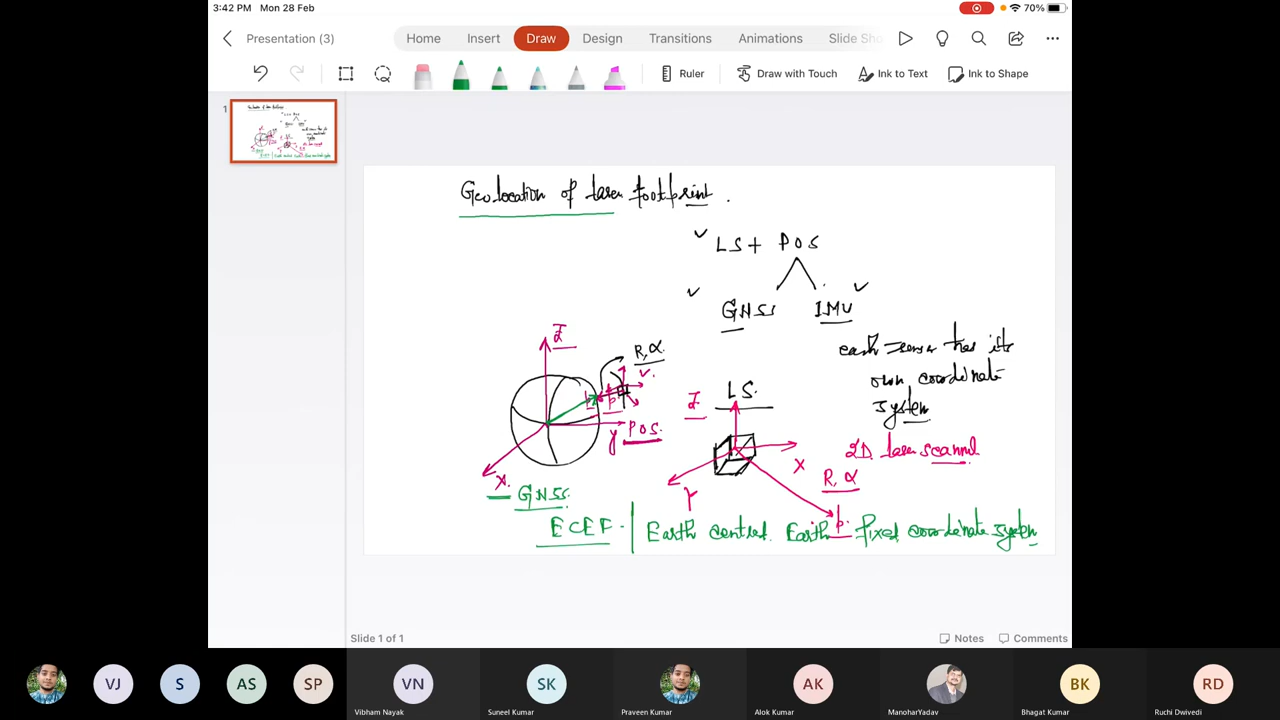 3:42 PM Mon 28 Feb
70%
Presentation (3)
Home Insert Draw Design Transitions Animations Slide Sho
Ruler Draw with Touch Ink to Text Ink to Shape
1
Geolocation of laser footprint.
LS + POS
GNSS IMU
each sensor has its
own coordinate
system
Z
R, α
P
y POS.
X
GNSS.
LS.
Z
X
Y
2D laser scanner
R, α
p.
ECEF. | Earth central Earth fixed coordinate system
Slide 1 of 1
Notes Comments
VJ S AS SP VN SK AK BK RD
Vibham Nayak Suneel Kumar Praveen Kumar Alok Kumar ManoharYadav Bhagat Kumar Ruchi Dwivedi